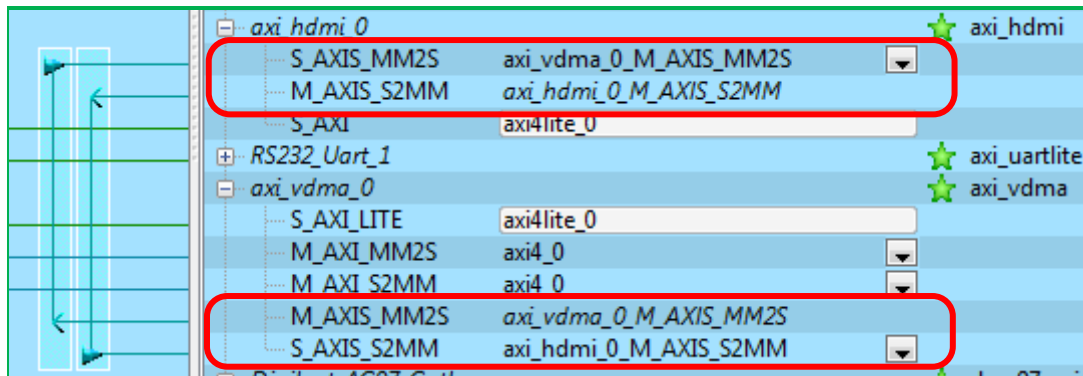 axi_hdmi_0 axi_hdmi
S_AXIS_MM2S axi_vdma_0_M_AXIS_MM2S
M_AXIS_S2MM axi_hdmi_0_M_AXIS_S2MM
S_AXI axi4lite_0
RS232_Uart_1 axi_uartlite
axi_vdma_0 axi_vdma
S_AXI_LITE axi4lite_0
M_AXI_MM2S axi4_0
M_AXI_S2MM axi4_0
M_AXIS_MM2S axi_vdma_0_M_AXIS_MM2S
S_AXIS_S2MM axi_hdmi_0_M_AXIS_S2MM